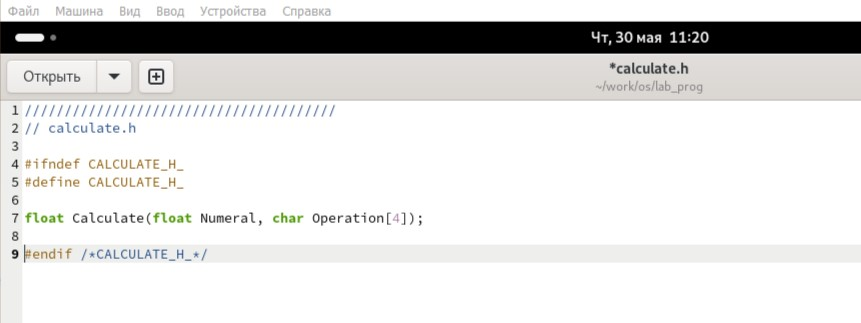 Файл Машина Вид Ввод Устройства Справка
Чт, 30 мая 11:20
Открыть
*calculate.h
~/work/os/lab_prog
1 ///////////////////////////////////////
2 // calculate.h
3
4 #ifndef CALCULATE_H_
5 #define CALCULATE_H_
6
7 float Calculate(float Numeral, char Operation[4]);
8
9 #endif /*CALCULATE_H_*/